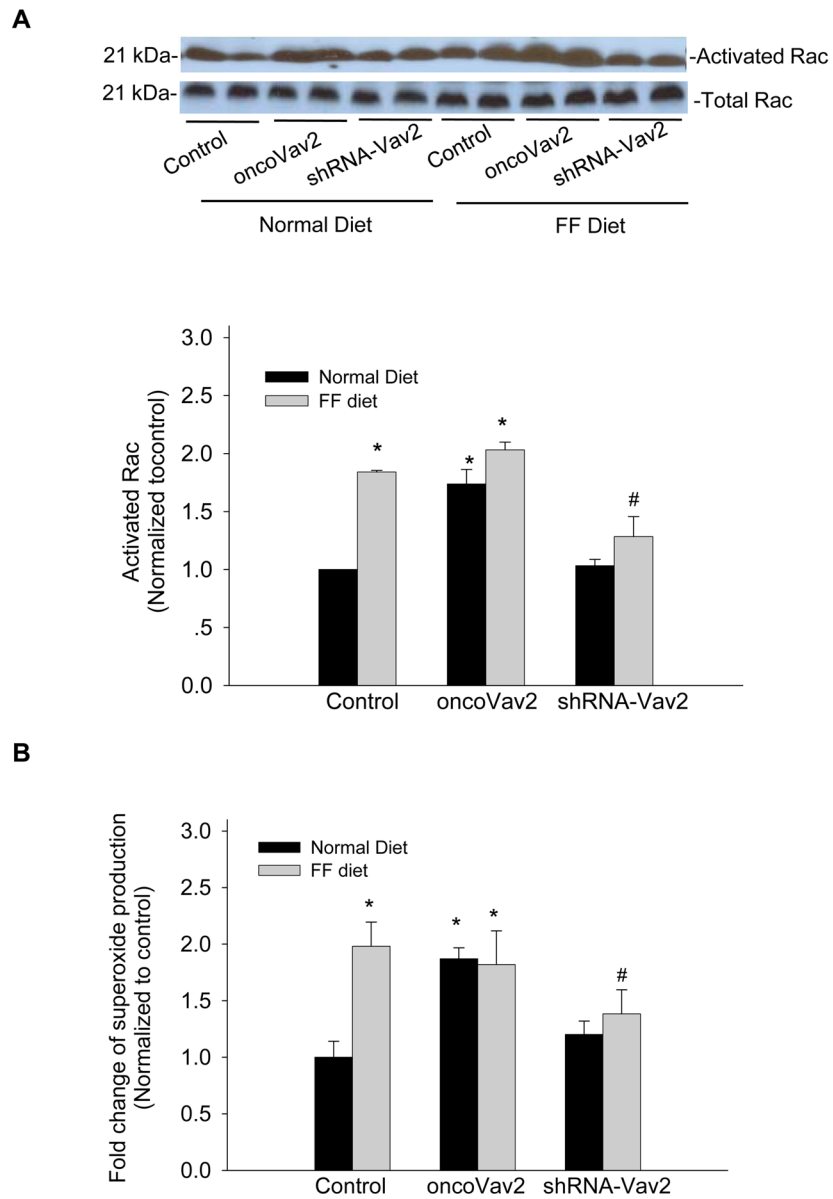 A
21 kDa- -Activated Rac
21 kDa- -Total Rac
Control oncoVav2 shRNA-Vav2 Control oncoVav2 shRNA-Vav2
Normal Diet FF Diet
3.0
2.5
2.0
1.5
1.0
.5
0.0
Activated Rac
(Normalized tocontrol)
Normal Diet
FF diet
*
*
*
#
Control oncoVav2 shRNA-Vav2
B
3.0
2.5
2.0
1.5
1.0
0.5
0.0
Fold change of superoxide production
(Normalized to control)
Normal Diet
FF diet
*
*
*
#
Control oncoVav2 shRNA-Vav2